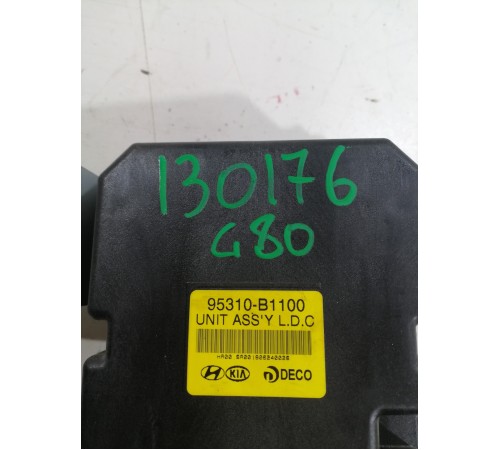 130176
G80
95310-B1100
UNIT ASS'Y L.D.C
KIA DECO